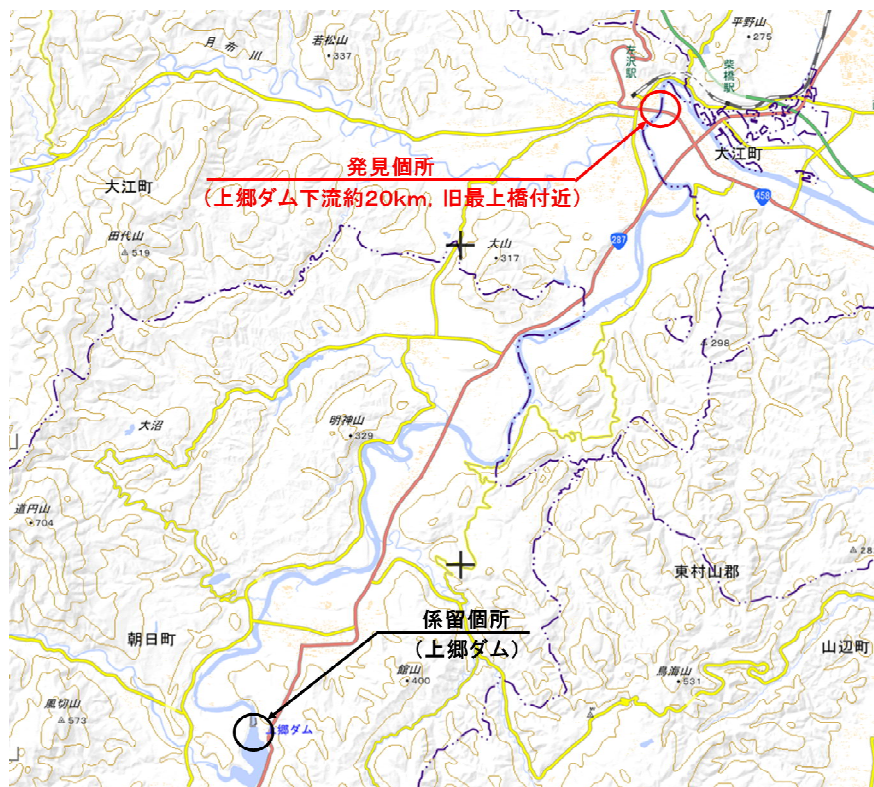 平野山
・275
月布川
若松山
・337
左沢駅
柴橋駅
発見個所
大江町
(上郷ダム下流約20km,旧最上橋付近)
大江町
458
田代山
519
287
大山
・317
298
大沼
明神山
・329
道円山
・704
東村山郡
係留個所
(上郷ダム)
朝日町
山辺町
館山
・400
鳥海山
・531
風切山
573
上郷ダム